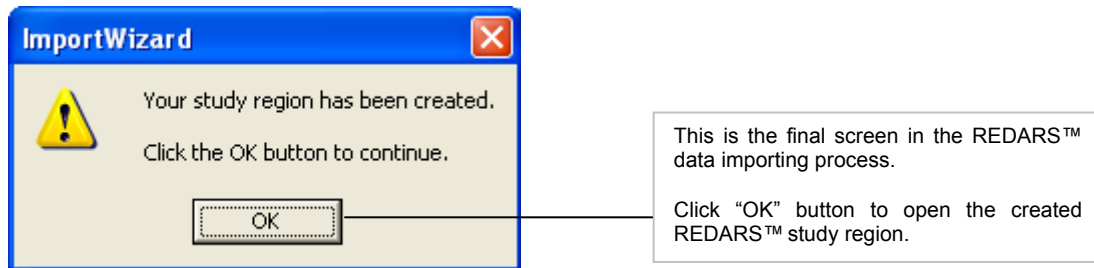 ImportWizard
Your study region has been created.
Click the OK button to continue.
OK
This is the final screen in the REDARS™
data importing process.
Click “OK” button to open the created
REDARS™ study region.